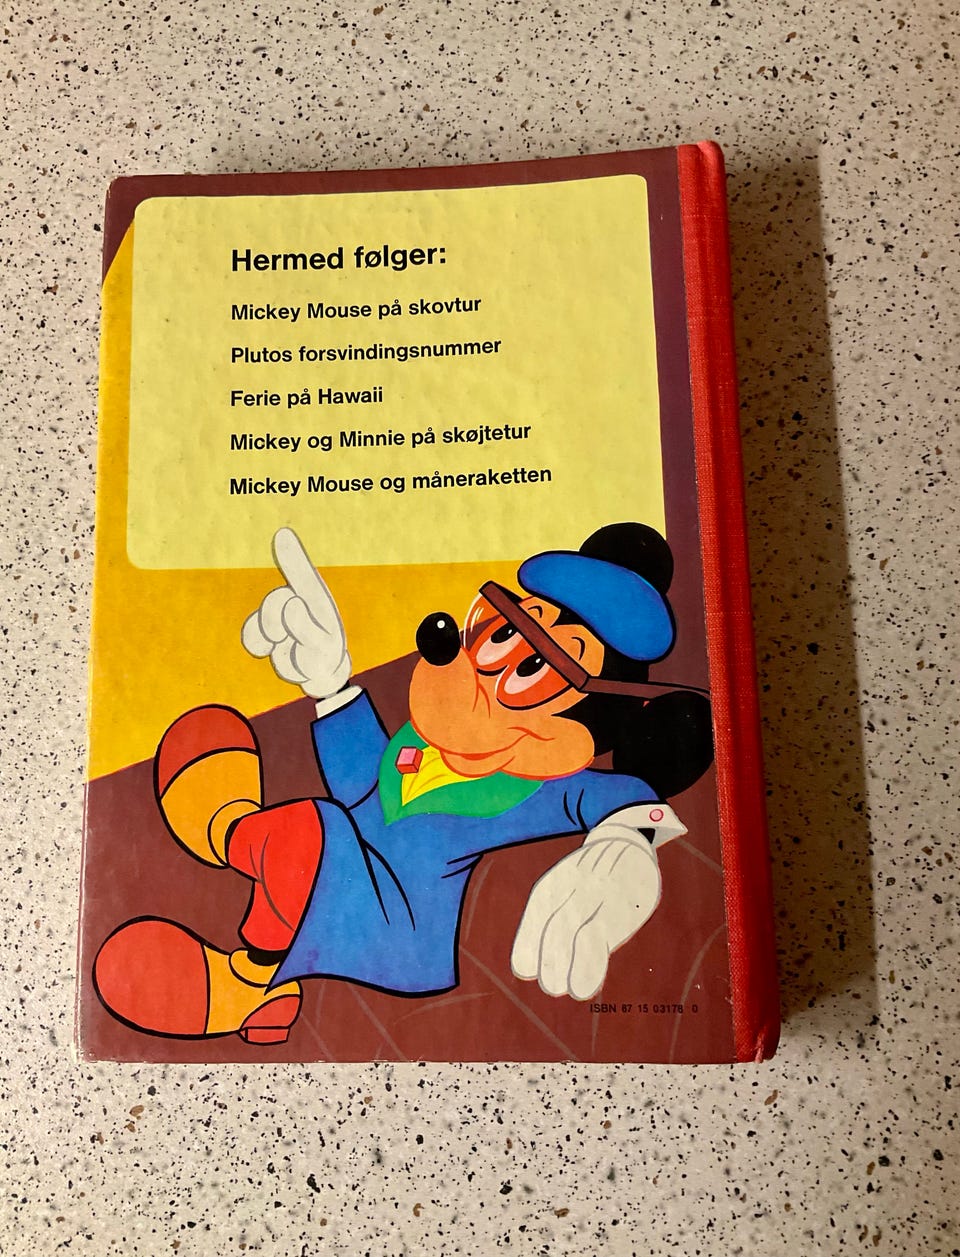 Hermed følger:
Mickey Mouse på skovtur
Plutos forsvindingsnummer
Ferie på Hawaii
Mickey og Minnie på skøjtetur
Mickey Mouse og måneraketten
ISBN 87 15 03178 0